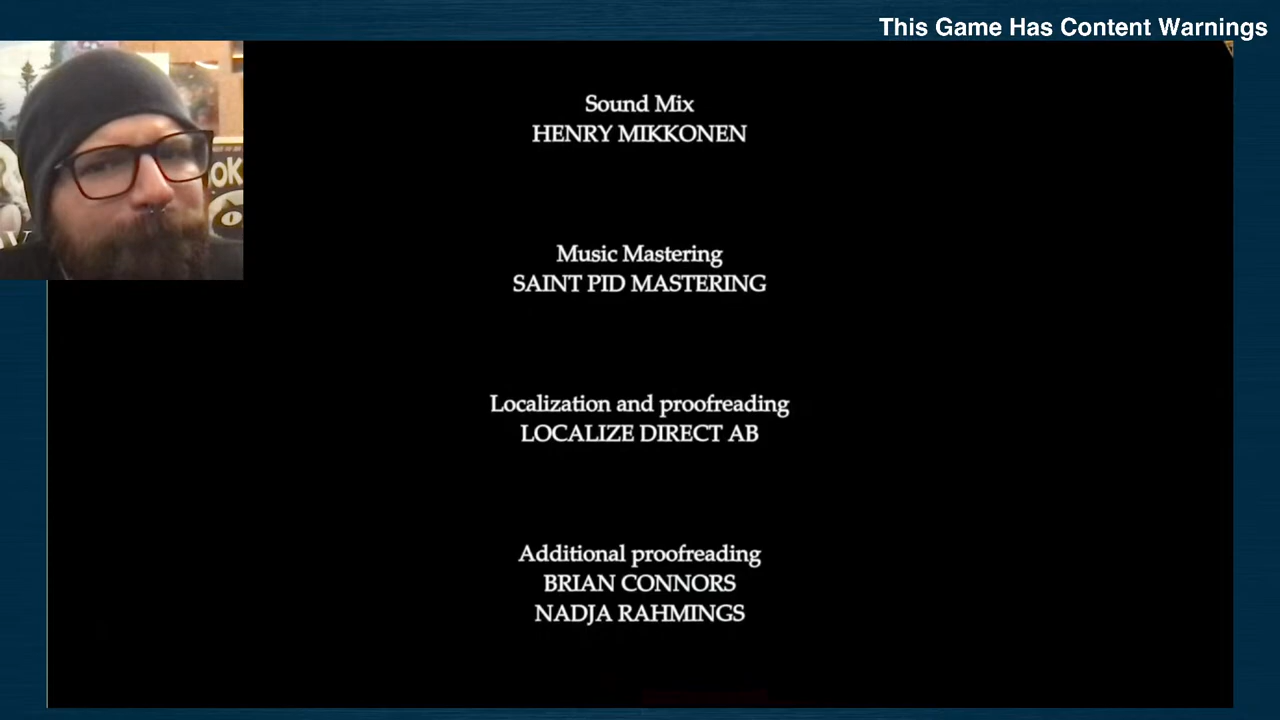 This Game Has Content Warnings
OK
Sound Mix
HENRY MIKKONEN
Music Mastering
SAINT PID MASTERING
Localization and proofreading
LOCALIZE DIRECT AB
Additional proofreading
BRIAN CONNORS
NADJA RAHMINGS